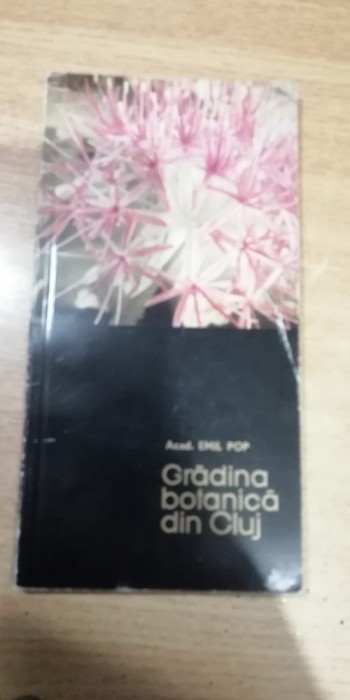 Acad. EMIL POP
Grădina
botanică
din Cluj